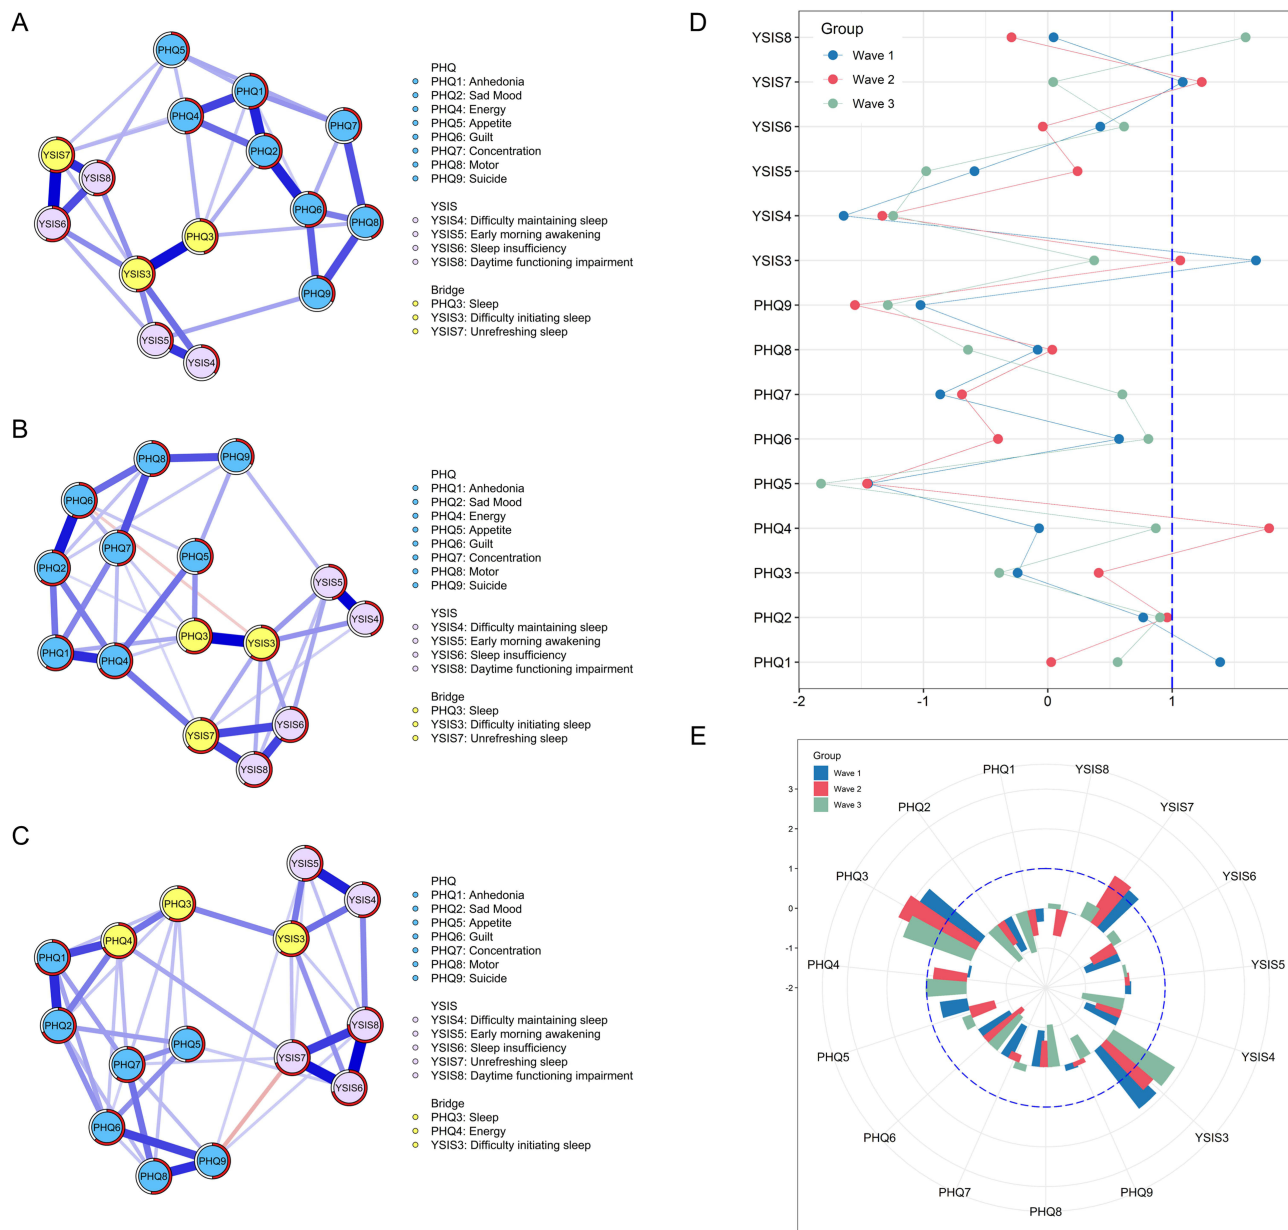 A
PHQ5
PHQ1
PHQ4
PHQ7
PHQ2
YSIS7
YSIS8
PHQ6
YSIS6
PHQ8
PHQ3
YSIS3
PHQ9
YSIS5
YSIS4
PHQ
PHQ1: Anhedonia
PHQ2: Sad Mood
PHQ4: Energy
PHQ5: Appetite
PHQ6: Guilt
PHQ7: Concentration
PHQ8: Motor
PHQ9: Suicide
YSIS
YSIS4: Difficulty maintaining sleep
YSIS5: Early morning awakening
YSIS6: Sleep insufficiency
YSIS8: Daytime functioning impairment
Bridge
PHQ3: Sleep
YSIS3: Difficulty initiating sleep
YSIS7: Unrefreshing sleep
B
PHQ8
PHQ9
PHQ6
PHQ7
PHQ5
PHQ2
YSIS5
YSIS4
PHQ3
YSIS3
PHQ1
PHQ4
YSIS6
YSIS7
YSIS8
PHQ
PHQ1: Anhedonia
PHQ2: Sad Mood
PHQ4: Energy
PHQ5: Appetite
PHQ6: Guilt
PHQ7: Concentration
PHQ8: Motor
PHQ9: Suicide
YSIS
YSIS4: Difficulty maintaining sleep
YSIS5: Early morning awakening
YSIS6: Sleep insufficiency
YSIS8: Daytime functioning impairment
Bridge
PHQ3: Sleep
YSIS3: Difficulty initiating sleep
YSIS7: Unrefreshing sleep
C
YSIS5
PHQ3
YSIS4
PHQ4
YSIS3
PHQ1
PHQ2
YSIS8
PHQ5
YSIS7
PHQ7
YSIS6
PHQ6
PHQ9
PHQ8
PHQ
PHQ1: Anhedonia
PHQ2: Sad Mood
PHQ5: Appetite
PHQ6: Guilt
PHQ7: Concentration
PHQ8: Motor
PHQ9: Suicide
YSIS
YSIS4: Difficulty maintaining sleep
YSIS5: Early morning awakening
YSIS6: Sleep insufficiency
YSIS7: Unrefreshing sleep
YSIS8: Daytime functioning impairment
Bridge
PHQ3: Sleep
PHQ4: Energy
YSIS3: Difficulty initiating sleep
D
Group
Wave 1
Wave 2
Wave 3
YSIS8
YSIS7
YSIS6
YSIS5
YSIS4
YSIS3
PHQ9
PHQ8
PHQ7
PHQ6
PHQ5
PHQ4
PHQ3
PHQ2
PHQ1
-2 -1 0 1
E
Group
Wave 1
Wave 2
Wave 3
3
2
1
0
-1
-2
PHQ1
YSIS8
PHQ2
YSIS7
PHQ3
YSIS6
PHQ4
YSIS5
PHQ5
YSIS4
PHQ6
YSIS3
PHQ7
PHQ9
PHQ8